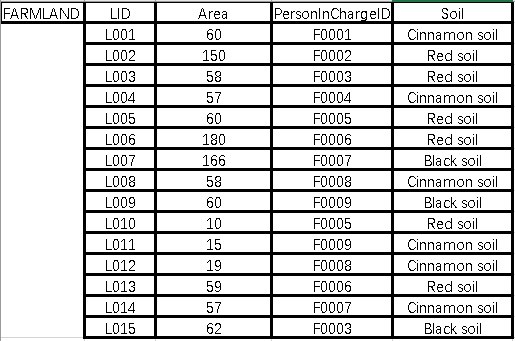 FARMLAND LID Area PersonInChargeID Soil
L001 60 F0001 Cinnamon soil
L002 150 F0002 Red soil
L003 58 F0003 Red soil
L004 57 F0004 Cinnamon soil
L005 60 F0005 Red soil
L006 180 F0006 Red soil
L007 166 F0007 Black soil
L008 58 F0008 Cinnamon soil
L009 60 F0009 Black soil
L010 10 F0005 Red soil
L011 15 F0009 Cinnamon soil
L012 19 F0008 Cinnamon soil
L013 59 F0006 Red soil
L014 57 F0007 Cinnamon soil
L015 62 F0003 Black soil